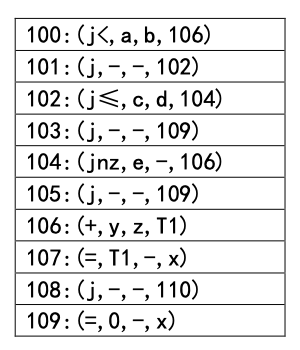 100:(j<,a,b,106)
101:(j,-,-,102)
102:(j≤,c,d,104)
103:(j,-,-,109)
104:(jnz,e,-,106)
105:(j,-,-,109)
106:(+,y,z,T1)
107:(=,T1,-,x)
108:(j,-,-,110)
109:(=,0,-,x)